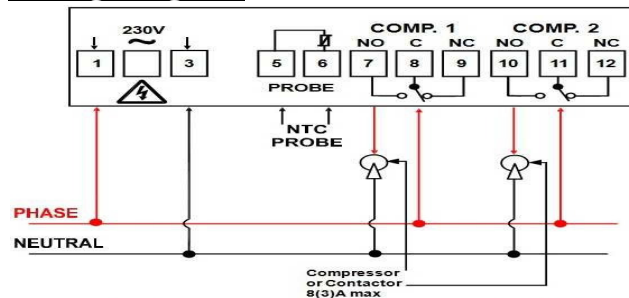 230V
COMP. 1 COMP. 2
NO C NC NO C NC
1 3 5 6 7 8 9 10 11 12
PROBE
NTC
PROBE
PHASE
NEUTRAL
Compressor
or Contactor
8(3)A max